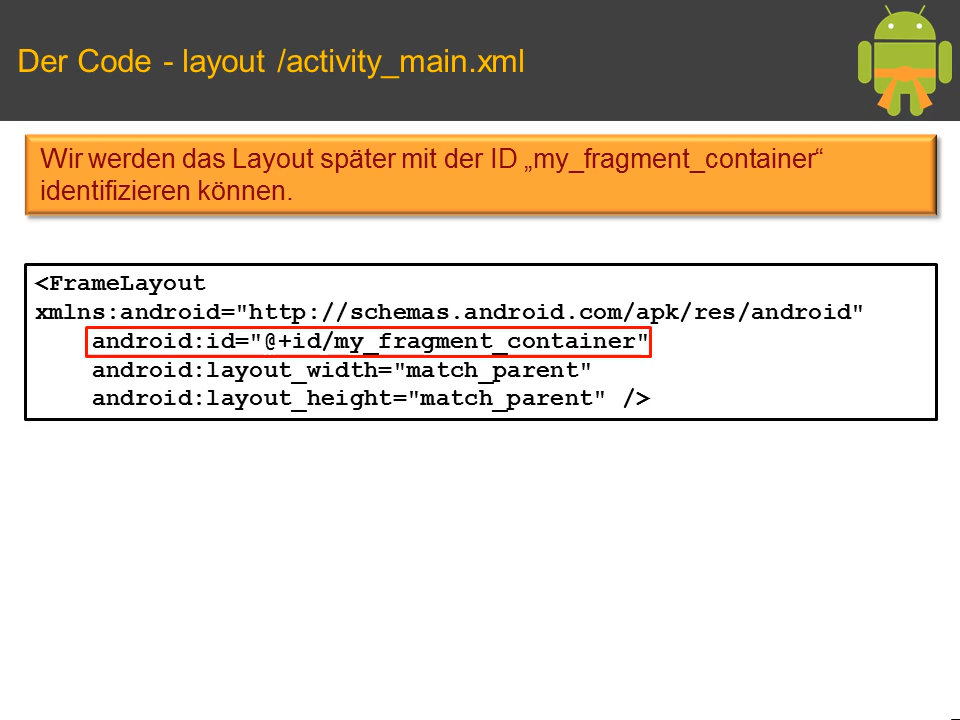 Der Code - layout /activity_main.xml
Wir werden das Layout später mit der ID „my_fragment_container“
identifizieren können.
<FrameLayout
xmlns:android="http://schemas.android.com/apk/res/android"
android:id="@+id/my_fragment_container"
android:layout_width="match_parent"
android:layout_height="match_parent" />